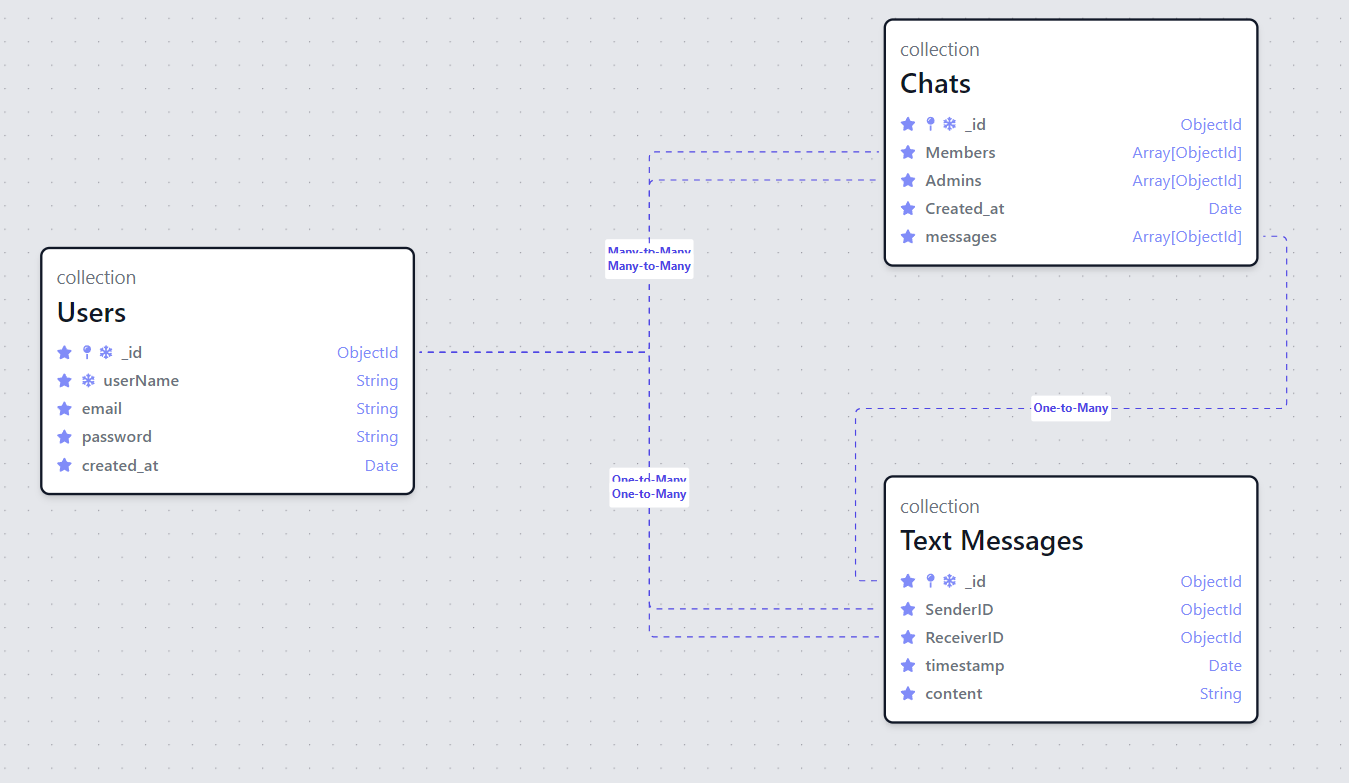 collection
Chats
_id ObjectId
Members Array[ObjectId]
Admins Array[ObjectId]
Created_at Date
messages Array[ObjectId]
Many-to-Many
Many-to-Many
collection
Users
_id ObjectId
userName String
email String
password String
created_at Date
One-to-Many
One-to-Many
One-to-Many
collection
Text Messages
_id ObjectId
SenderID ObjectId
ReceiverID ObjectId
timestamp Date
content String